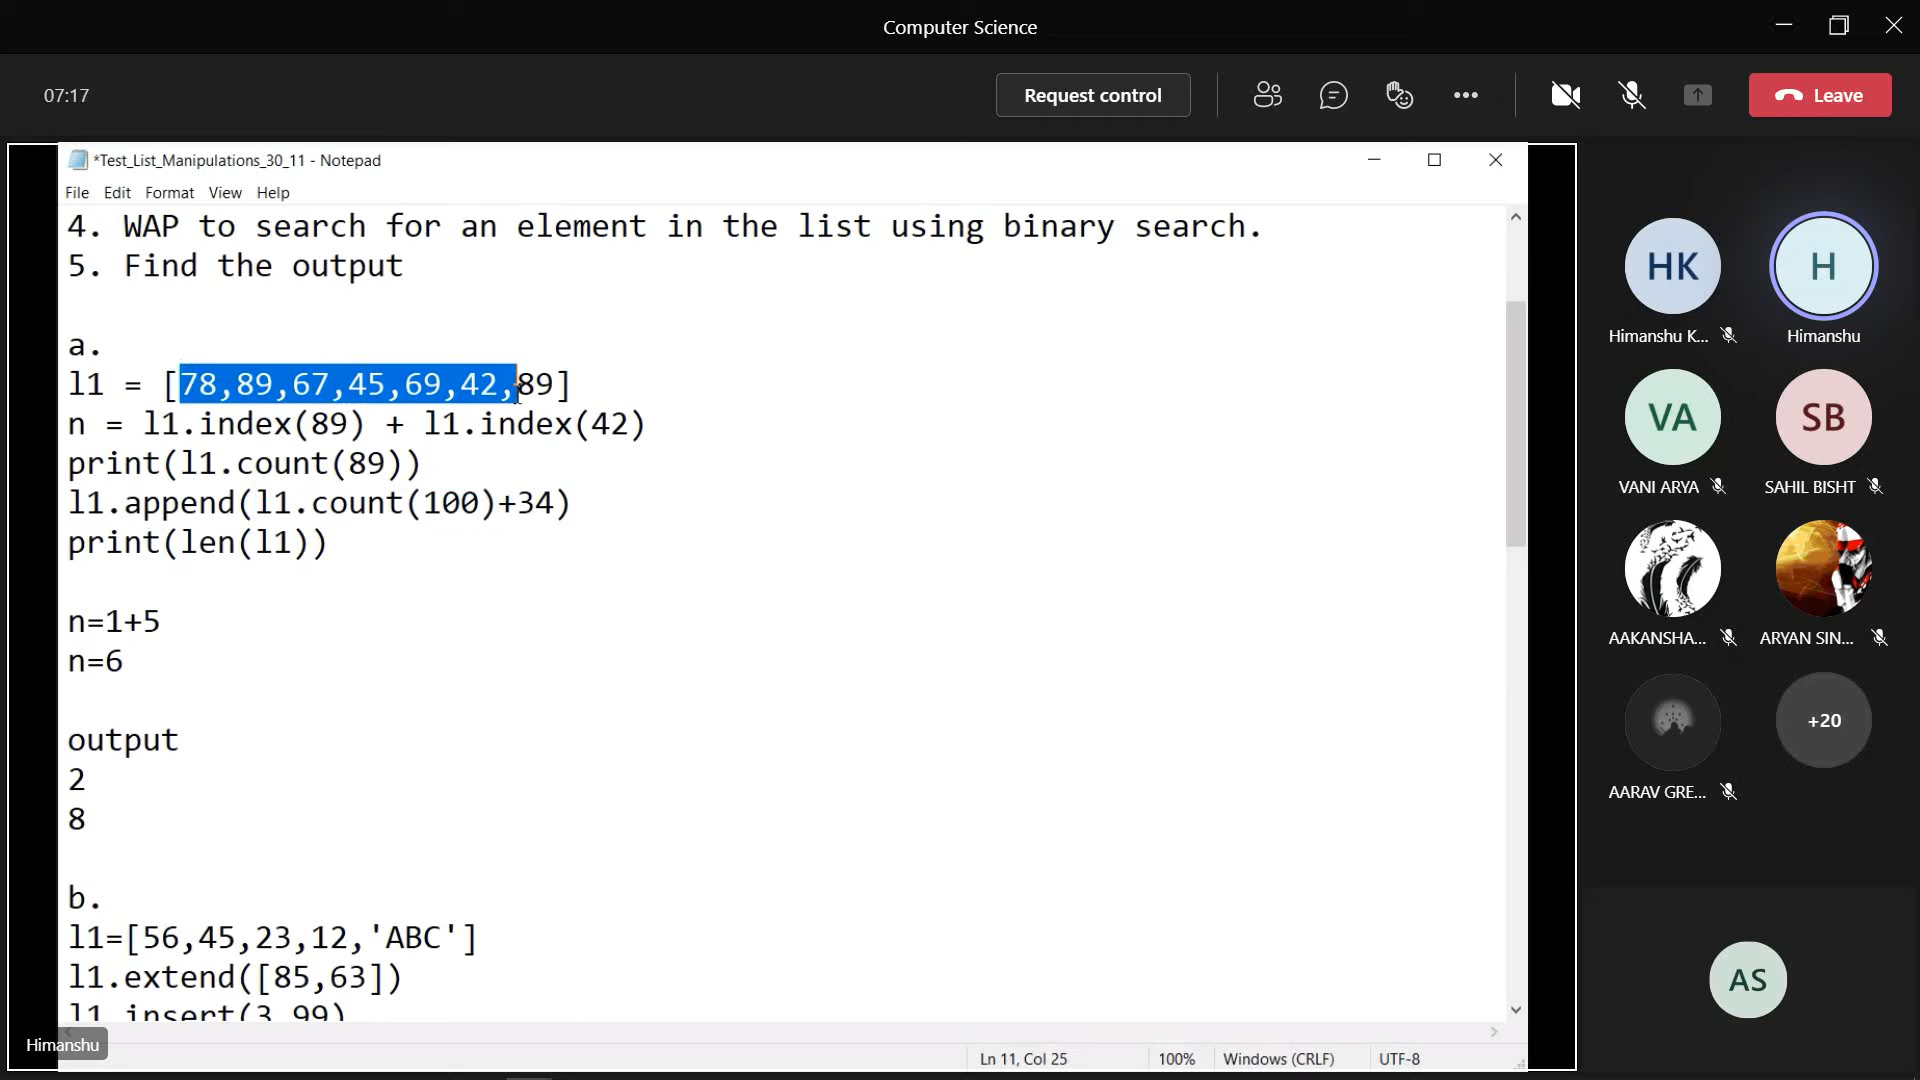 Computer Science
07:17
Request control
Leave
*Test_List_Manipulations_30_11 - Notepad
File Edit Format View Help
4. WAP to search for an element in the list using binary search.
5. Find the output
a.
l1 = [78,89,67,45,69,42,89]
n = l1.index(89) + l1.index(42)
print(l1.count(89))
l1.append(l1.count(100)+34)
print(len(l1))
n=1+5
n=6
output
2
8
b.
l1=[56,45,23,12,'ABC']
l1.extend([85,63])
l1.insert(3,99)
Ln 11, Col 25
100%
Windows (CRLF)
UTF-8
Himanshu
HK
H
Himanshu K...
Himanshu
VA
SB
VANI ARYA
SAHIL BISHT
AAKANSHA...
ARYAN SIN...
+20
AARAV GRE...
AS